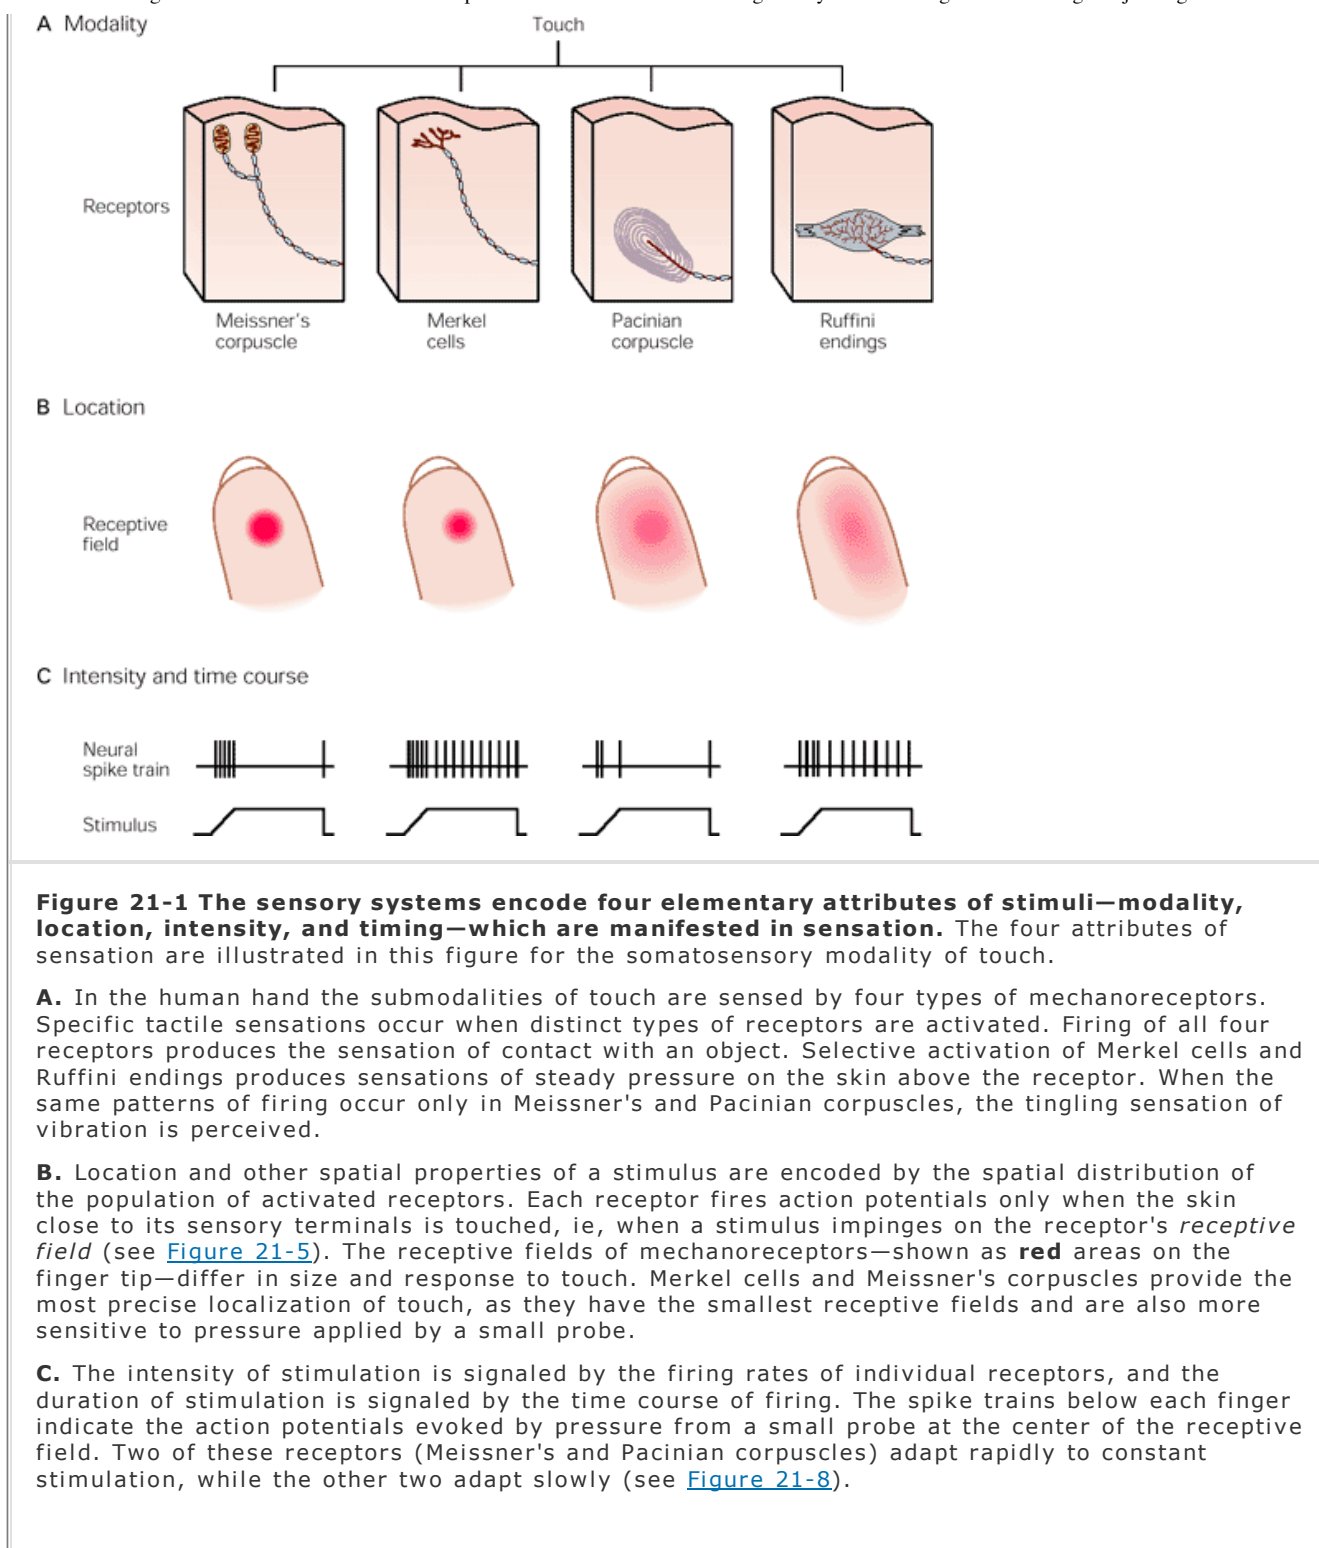 A Modality
Touch
Receptors
Meissner's
corpuscle
Merkel
cells
Pacinian
corpuscle
Ruffini
endings
B Location
Receptive
field
C Intensity and time course
Neural
spike train
Stimulus
Figure 21-1 The sensory systems encode four elementary attributes of stimuli—modality,
location, intensity, and timing—which are manifested in sensation. The four attributes of
sensation are illustrated in this figure for the somatosensory modality of touch.
A. In the human hand the submodalities of touch are sensed by four types of mechanoreceptors.
Specific tactile sensations occur when distinct types of receptors are activated. Firing of all four
receptors produces the sensation of contact with an object. Selective activation of Merkel cells and
Ruffini endings produces sensations of steady pressure on the skin above the receptor. When the
same patterns of firing occur only in Meissner's and Pacinian corpuscles, the tingling sensation of
vibration is perceived.
B. Location and other spatial properties of a stimulus are encoded by the spatial distribution of
the population of activated receptors. Each receptor fires action potentials only when the skin
close to its sensory terminals is touched, ie, when a stimulus impinges on the receptor's receptive
field (see Figure 21-5). The receptive fields of mechanoreceptors—shown as red areas on the
finger tip—differ in size and response to touch. Merkel cells and Meissner's corpuscles provide the
most precise localization of touch, as they have the smallest receptive fields and are also more
sensitive to pressure applied by a small probe.
C. The intensity of stimulation is signaled by the firing rates of individual receptors, and the
duration of stimulation is signaled by the time course of firing. The spike trains below each finger
indicate the action potentials evoked by pressure from a small probe at the center of the receptive
field. Two of these receptors (Meissner's and Pacinian corpuscles) adapt rapidly to constant
stimulation, while the other two adapt slowly (see Figure 21-8).